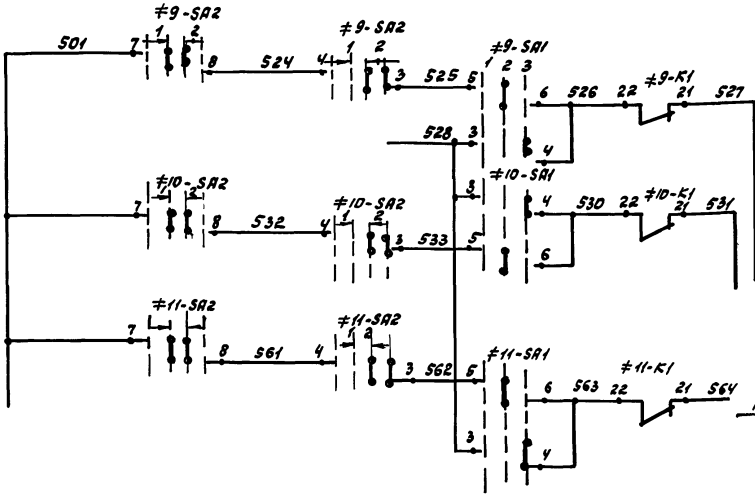 ≠9-SA2
1 2
501 7
8 524 4
≠9-SA2
1 2
3 525 5
≠9-SA1
1 2 3
6 526 22
≠9-K1
21 527
528 3
4
≠10-SA2
1 2
7
8 532 4
≠10-SA2
1 2
3 533 5
≠10-SA1
3
4 530 22
≠10-K1
21 531
6
≠11-SA2
7
8 561 4
≠11-SA2
1 2
3 562 5
≠11-SA1
6 563 22
≠11-K1
21 564
3
4